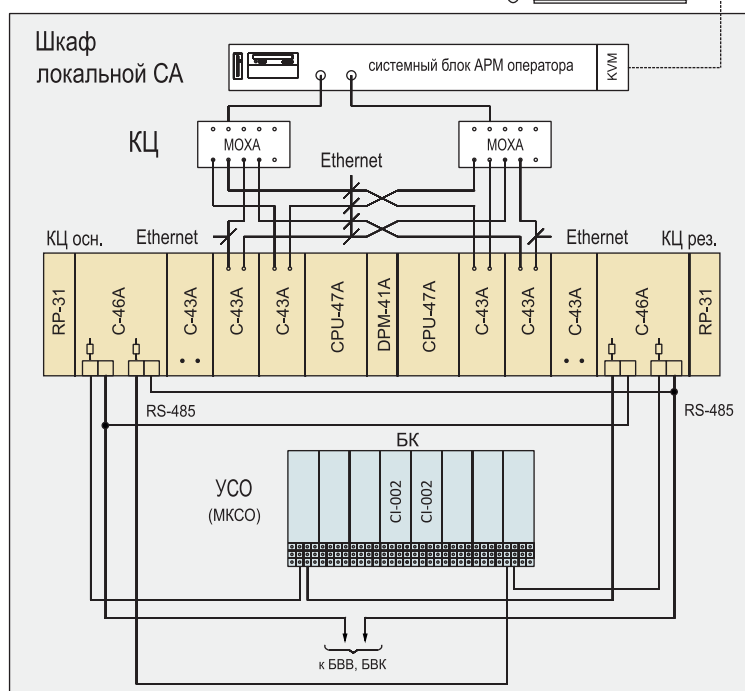 Шкаф
локальной СА
системный блок АРМ оператора
KVM
КЦ
MOXA
MOXA
Ethernet
КЦ осн.
Ethernet
Ethernet
КЦ рез.
RP-31
C-46A
C-43A
C-43A
C-43A
CPU-47A
DPM-41A
CPU-47A
C-43A
C-43A
C-43A
C-46A
RP-31
RS-485
RS-485
БК
УСО
(МКСО)
CI-002
CI-002
к БВВ, БВК